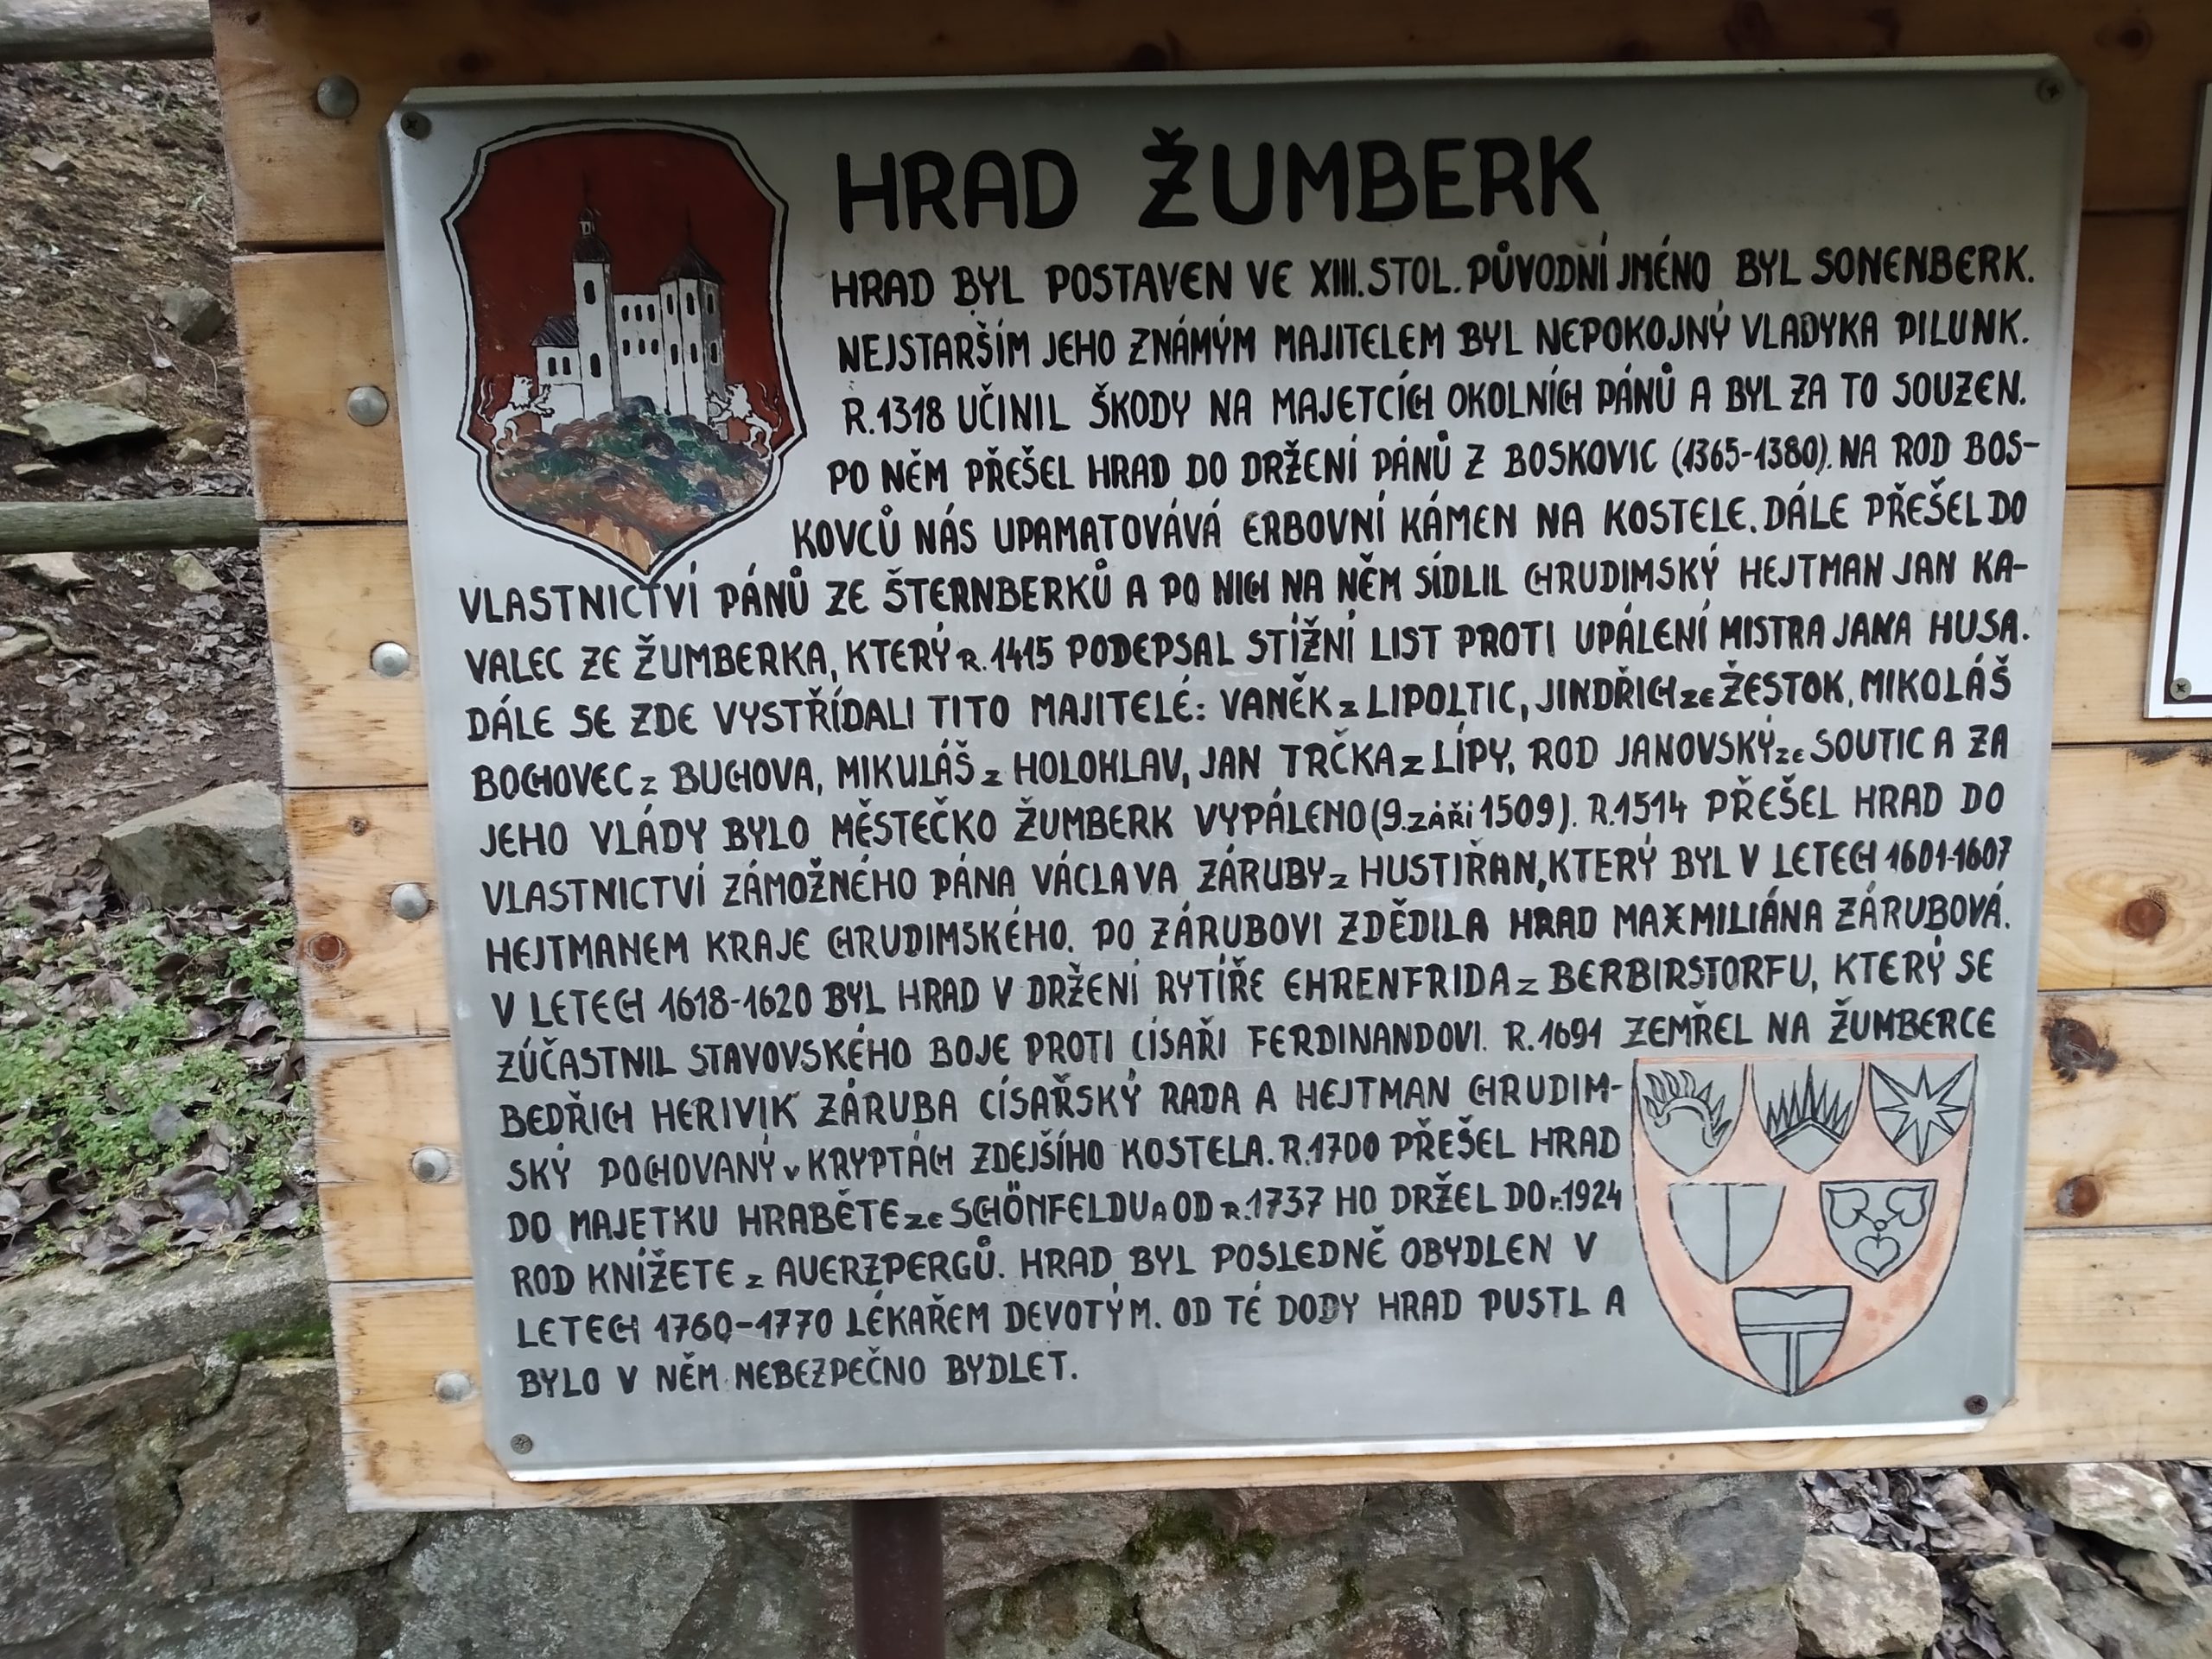 HRAD ŽUMBERK
HRAD BYL POSTAVEN VE XIII. STOL. PŮVODNÍ JMÉNO BYL SONENBERK.
NEJSTARŠÍM JEHO ZNÁMÝM MAJITELEM BYL NEPOKOJNÝ VLADYKA PILUNK.
R.1318 UČINIL ŠKODY NA MAJETCÍCH OKOLNÍCH PÁNŮ A BYL ZA TO SOUZEN.
PO NĚM PŘEŠEL HRAD DO DRŽENÍ PÁNŮ Z BOSKOVIC (1365-1380). NA ROD BOS-
KOVCŮ NÁS UPAMATOVÁVÁ ERBOVNÍ KÁMEN NA KOSTELE. DÁLE PŘEŠEL DO
VLASTNICTVÍ PÁNŮ ZE ŠTERNBERKŮ A PO NICH NA NĚM SÍDLIL CHRUDIMSKÝ HEJTMAN JAN KA-
VALEC ZE ŽUMBERKA, KTERÝ R. 1415 PODEPSAL STÍŽNÍ LIST PROTI UPÁLENÍ MISTRA JANA HUSA.
DÁLE SE ZDE VYSTŘÍDALI TITO MAJITELÉ: VANĚK z LIPOLTIC, JINDŘICH ze ŽESTOK, MIKOLÁŠ
BOCHOVEC z BUCHOVA, MIKULÁŠ z HOLOHLAV, JAN TRČKA z LÍPY, ROD JANOVSKÝ ze SOUTIC A ZA
JEHO VLÁDY BYLO MĚSTEČKO ŽUMBERK VYPÁLENO (9. září 1509). R.1514 PŘEŠEL HRAD DO
VLASTNICTVÍ ZÁMOŽNÉHO PÁNA VÁCLAVA ZÁRUBY z HUSTIŘAN, KTERÝ BYL V LETECH 1601-1607
HEJTMANEM KRAJE CHRUDIMSKÉHO. PO ZÁRUBOVI ZDĚDILA HRAD MAXMILIÁNA ZÁRUBOVÁ.
V LETECH 1618-1620 BYL HRAD V DRŽENÍ RYTÍŘE EHRENFRIDA z BERBIRSTORFU, KTERÝ SE
ZÚČASTNIL STAVOVSKÉHO BOJE PROTI CÍSAŘI FERDINANDOVI. R.1691 ZEMŘEL NA ŽUMBERCE
BEDŘICH HERIVIK ZÁRUBA CÍSAŘSKÝ RADA A HEJTMAN CHRUDIM-
SKÝ POCHOVANÝ v KRYPTÁCH ZDEJŠÍHO KOSTELA. R.1700 PŘEŠEL HRAD
DO MAJETKU HRABĚTE ze SCHÖNFELDU A OD R.1737 HO DRŽEL DO r.1924
ROD KNÍŽETE z AUERZPERGŮ. HRAD BYL POSLEDNĚ OBYDLEN V
LETECH 1760-1770 LÉKAŘEM DEVOTÝM. OD TÉ DODY HRAD PUSTL A
BYLO V NĚM NEBEZPEČNO BYDLET.